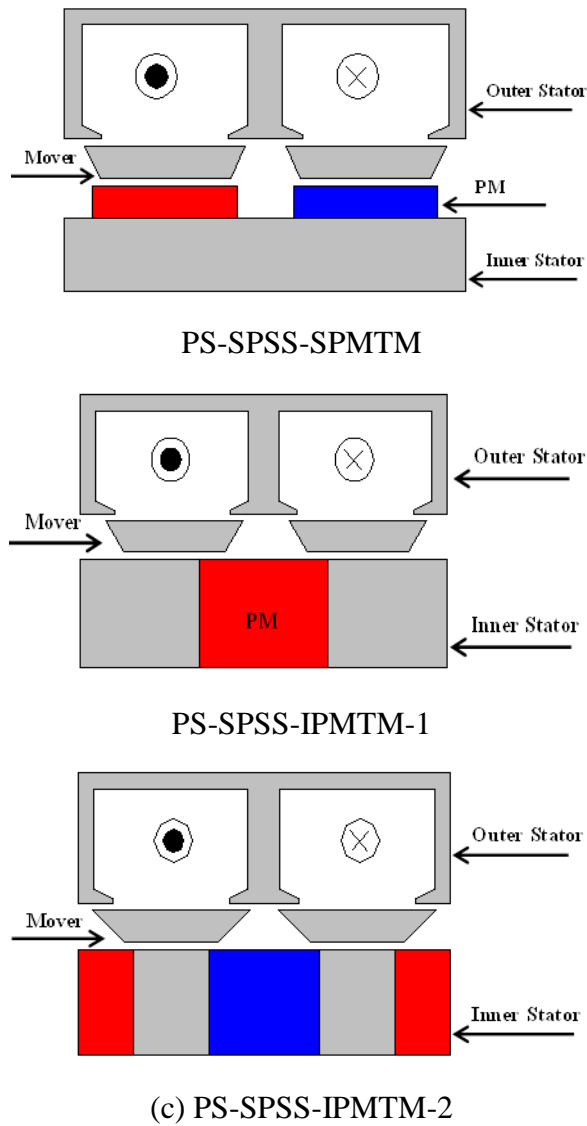 Outer Stator
Mover
PM
Inner Stator
PS-SPSS-SPMTM
Outer Stator
Mover
PM
Inner Stator
PS-SPSS-IPMTM-1
Outer Stator
Mover
Inner Stator
(c) PS-SPSS-IPMTM-2